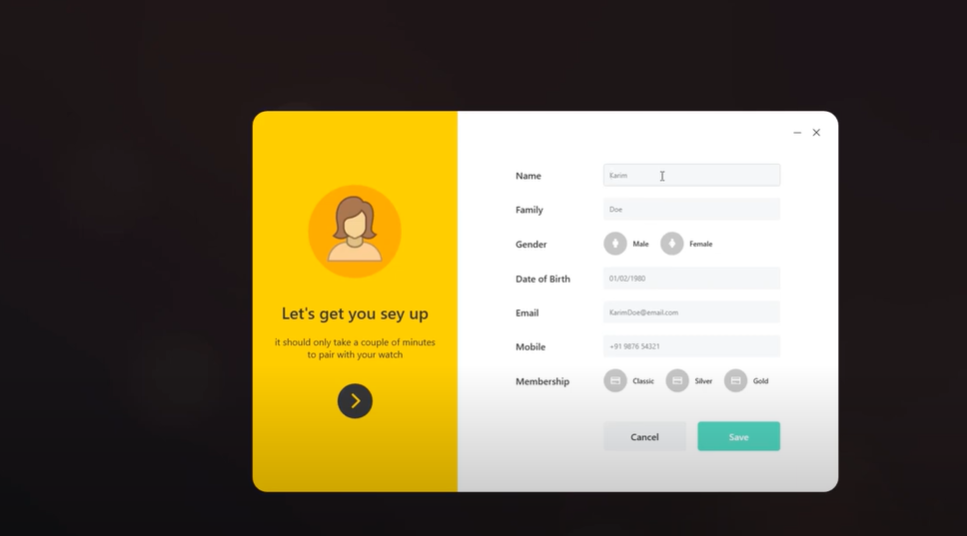 Let's get you sey up
it should only take a couple of minutes
to pair with your watch
Name Karim
Family Doe
Gender Male Female
Date of Birth 01/02/1980
Email KarimDoe@email.com
Mobile +91 9876 54321
Membership Classic Silver Gold
Cancel Save